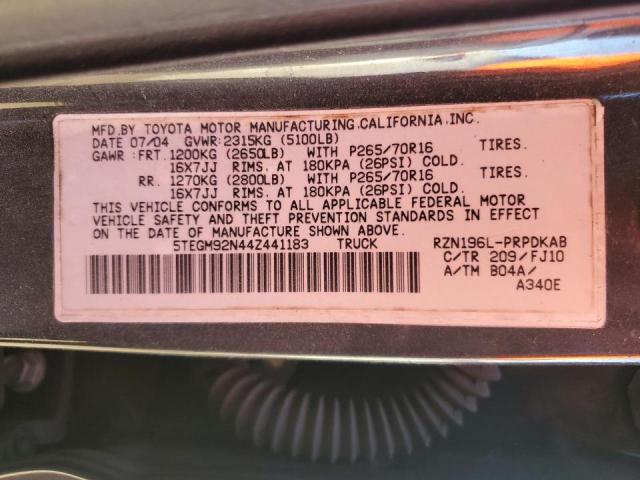 MFD.BY TOYOTA MOTOR MANUFACTURING,CALIFORNIA,INC.
DATE 07/04 GVWR:2315KG (5100LB)
GAWR:FRT.1200KG (2650LB) WITH P265/70R16 TIRES.
16X7JJ RIMS. AT 180KPA (26PSI) COLD.
RR. 1270KG (2800LB) WITH P265/70R16 TIRES.
16X7JJ RIMS. AT 180KPA (26PSI) COLD.
THIS VEHICLE CONFORMS TO ALL APPLICABLE FEDERAL MOTOR
VEHICLE SAFETY AND THEFT PREVENTION STANDARDS IN EFFECT
ON THE DATE OF MANUFACTURE SHOWN ABOVE.
5TEGM92N44Z441183 TRUCK RZN196L-PRPDKAB
C/TR 209/FJ10
A/TM B04A/
A340E